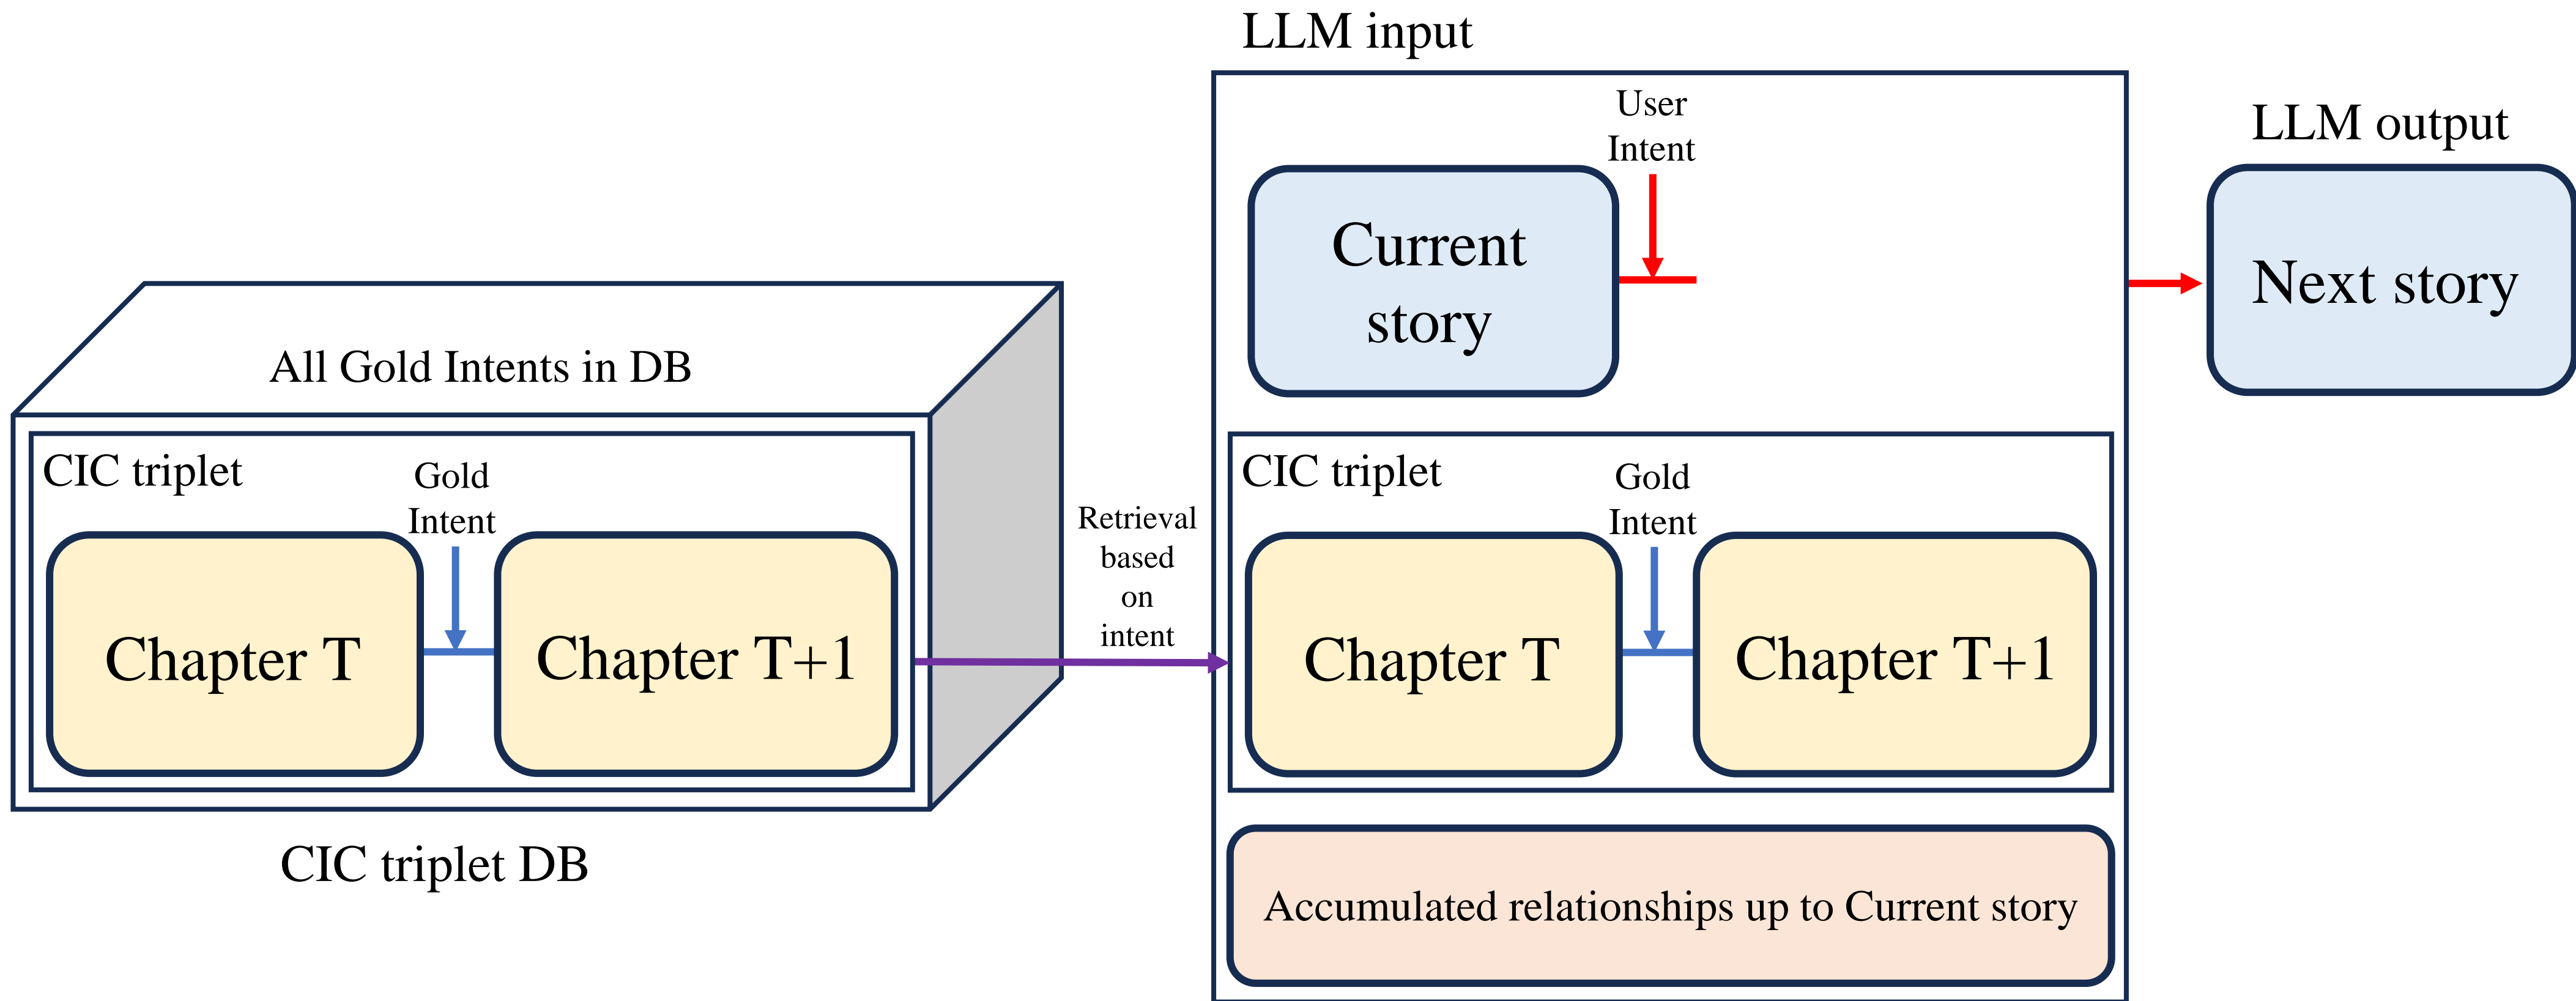 All Gold Intents in DB
CIC triplet
Gold
Intent
Chapter T
Chapter T+1
CIC triplet DB
Retrieval
based
on
intent
LLM input
User
Intent
Current
story
CIC triplet
Gold
Intent
Chapter T
Chapter T+1
Accumulated relationships up to Current story
LLM output
Next story